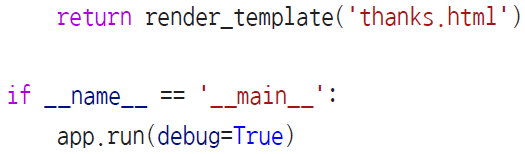 return render_template('thanks.html')

if __name__ == '__main__':
    app.run(debug=True)